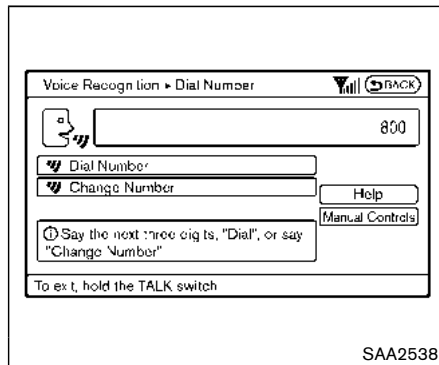 Voice Recognition ▸ Dial Number BACK
800
Dial Number
Change Number
Help
Manual Controls
Say the next three digits, "Dial", or say
"Change Number"
To exit, hold the TALK switch
SAA2538